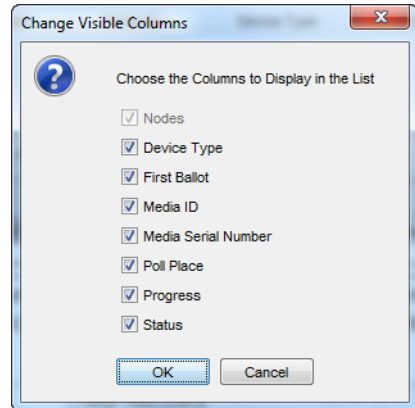 Change Visible Columns
Choose the Columns to Display in the List
Nodes
Device Type
First Ballot
Media ID
Media Serial Number
Poll Place
Progress
Status
OK Cancel